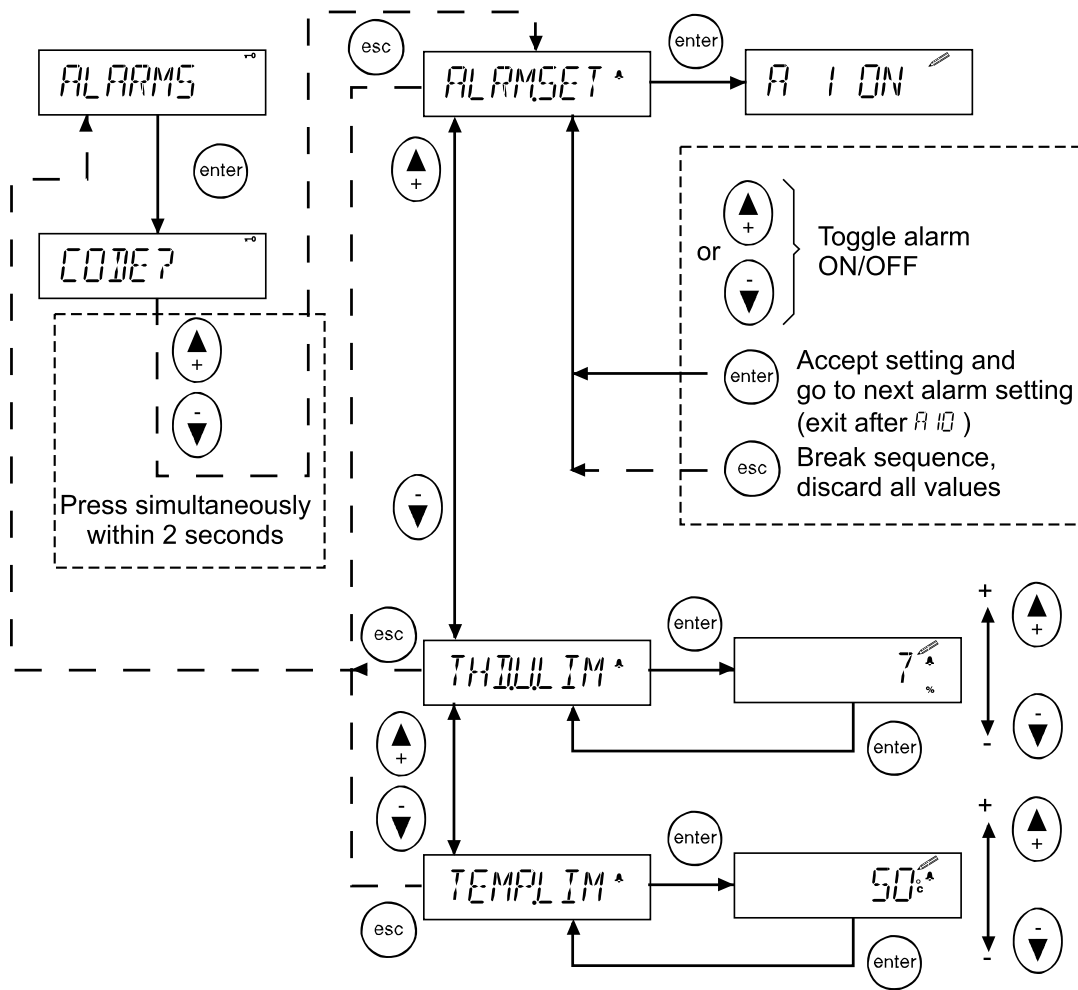 esc
enter
ALARMS
ALRM.SET
A 1 ON
+
enter
+
or
-
Toggle alarm
ON/OFF
CODE?
+
-
enter
Accept setting and
go to next alarm setting
(exit after A10 )
esc
Break sequence,
discard all values
Press simultaneously
within 2 seconds
-
esc
enter
+
+
THD.U.LIM
7
%
+
-
-
-
enter
esc
enter
+
+
TEMP.LIM
50
°C
-
-
enter